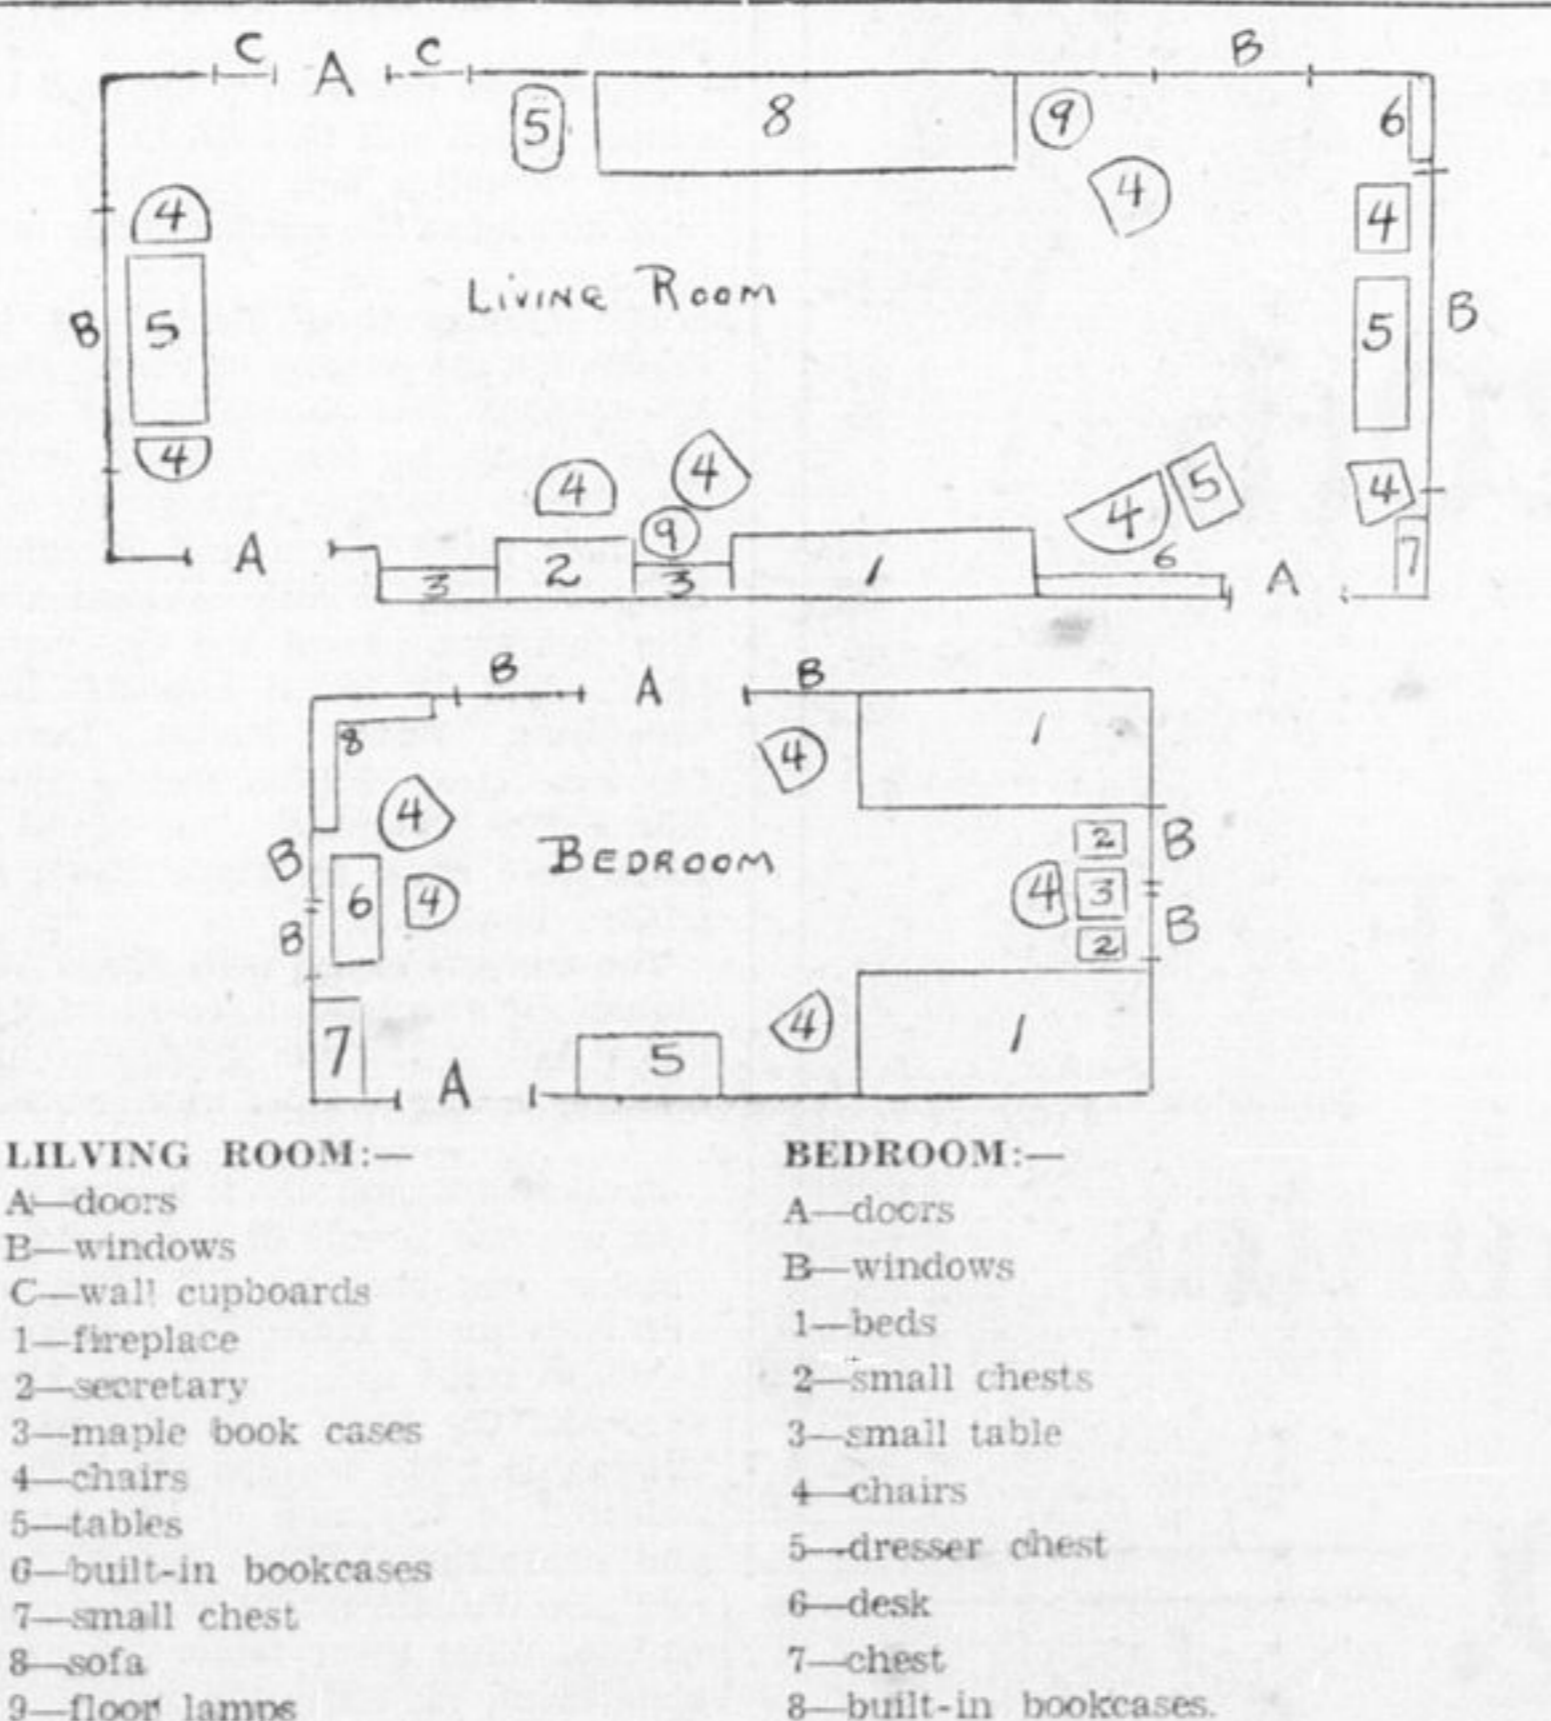 C A C B
5 8 9 6
4 4 4
LIVING ROOM
B 5 5 B
4 4 4 5 4
9 6
A 3 2 3 1 A 7
B A B
8 4 1
4 2 B
B BEDROOM
6 4 4 3
B 2 B
4
7 5 1
A
LILVING ROOM:—
A—doors
B—windows
C—wall cupboards
1—fireplace
2—secretary
3—maple book cases
4—chairs
5—tables
6—built-in bookcases
7—small chest
8—sofa
9—floor lamps
BEDROOM:—
A—doors
B—windows
1—beds
2—small chests
3—small table
4—chairs
5—dresser chest
6—desk
7—chest
8—built-in bookcases.